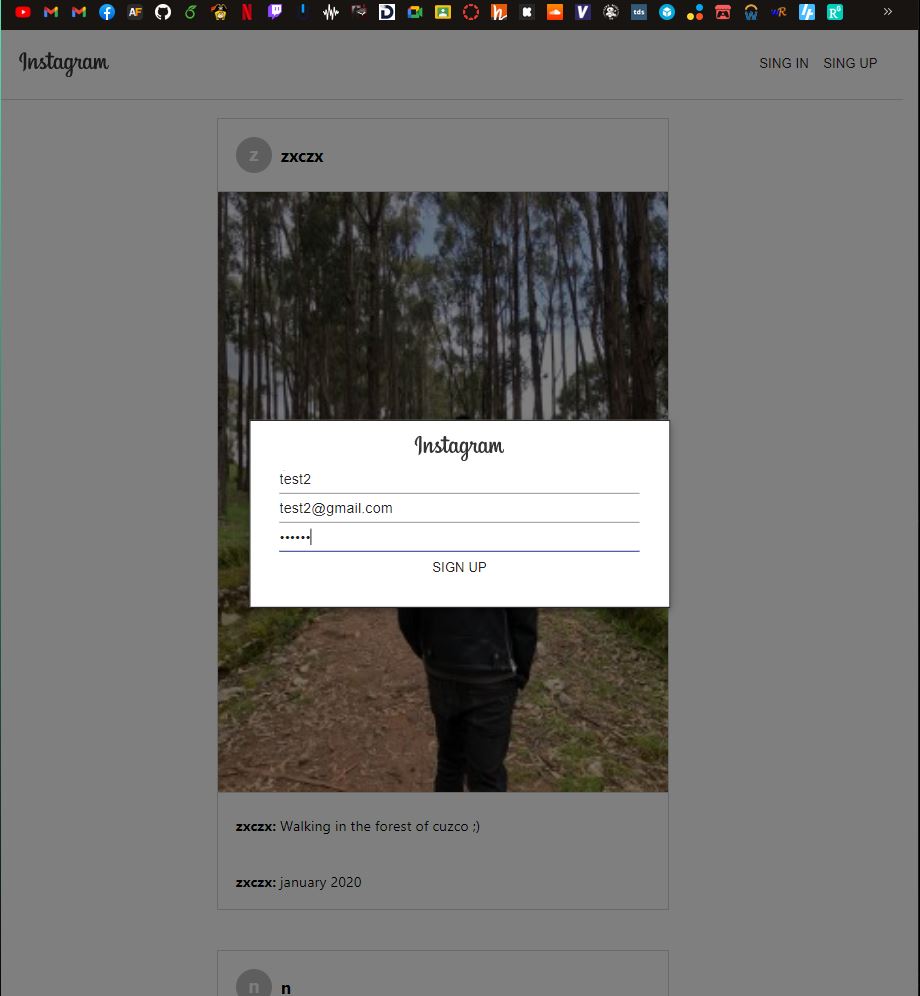 Instagram
SING IN SING UP
z zxczx
Instagram
test2
test2@gmail.com
••••••
SIGN UP
zxczx: Walking in the forest of cuzco ;)
zxczx: january 2020
n n